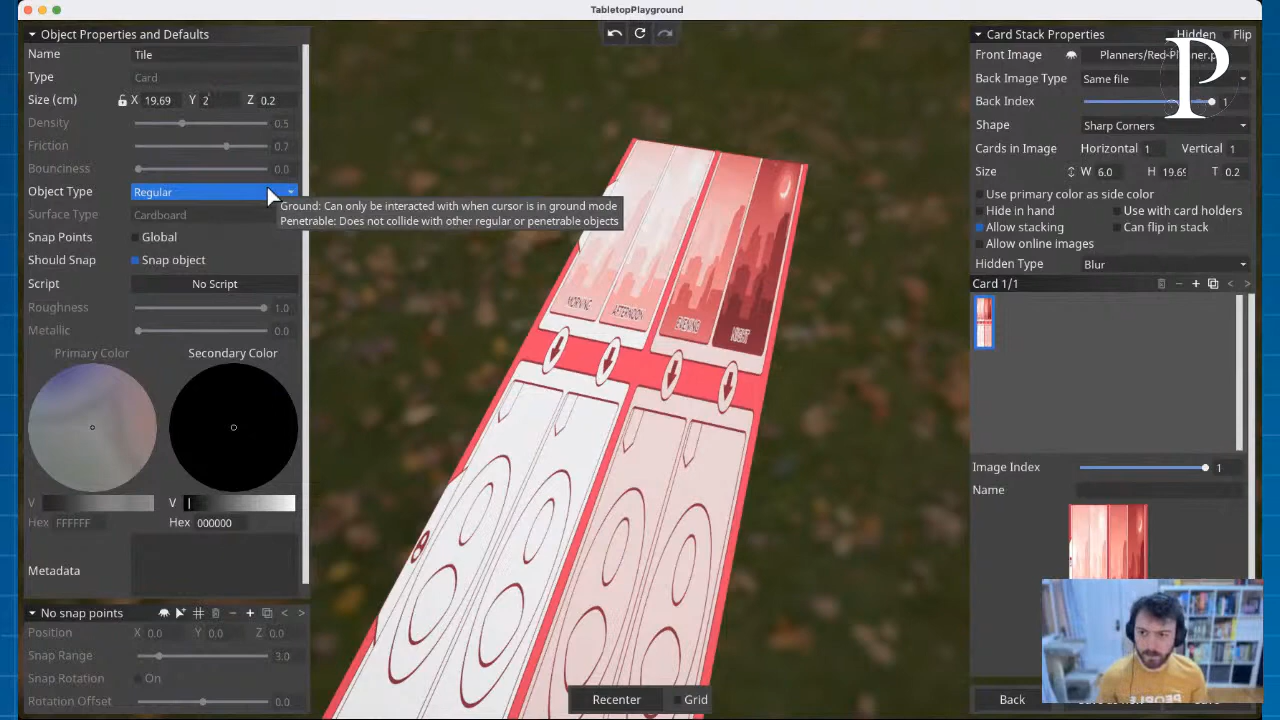 TabletopPlayground
Object Properties and Defaults
Name Tile
Type Card
Size (cm) X 19.69 Y 2 Z 0.2
Density 0.5
Friction 0.7
Bounciness 0.0
Object Type Regular
Ground: Can only be interacted with when cursor is in ground mode
Penetrable: Does not collide with other regular or penetrable objects
Surface Type Cardboard
Snap Points Global
Should Snap Snap object
Script No Script
Roughness 1.0
Metallic 0.0
Primary Color Secondary Color
V V
Hex FFFFFF Hex 000000
Metadata
No snap points
Position X 0.0 Y 0.0 Z 0.0
Snap Range 3.0
Snap Rotation On
Rotation Offset 0.0
MORNING
AFTERNOON
EVENING
NIGHT
8
Recenter Grid
Card Stack Properties Hidden Flip
Front Image
P
Back Image Type Same file
Back Index 1
Shape Sharp Corners
Cards in Image Horizontal 1 Vertical 1
Size W 6.0 H 19.69 T 0.2
Use primary color as side color
Hide in hand Use with card holders
Allow stacking Can flip in stack
Allow online images
Hidden Type Blur
Card 1/1
Image Index 1
Name
Back